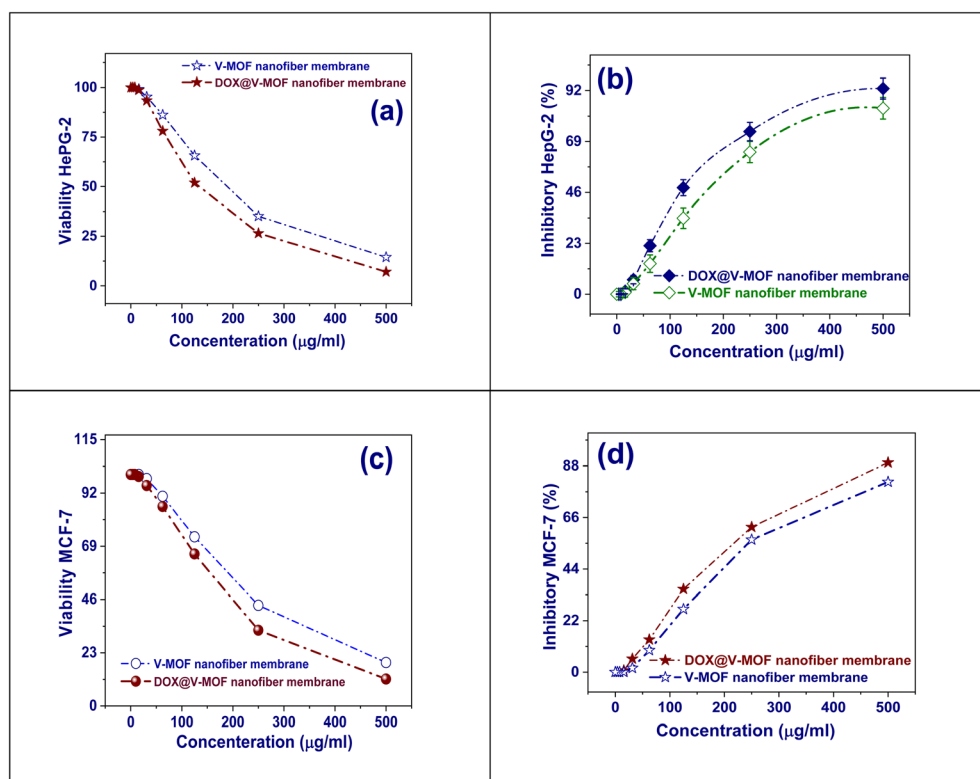 V-MOF nanofiber membrane
DOX@V-MOF nanofiber membrane
(a)
Viability HePG-2
100
75
50
25
0
0 100 200 300 400 500
Concenteration (μg/ml)
(b)
Inhibitory HepG-2 (%)
92
69
46
23
0
DOX@V-MOF nanofiber membrane
V-MOF nanofiber membrane
0 100 200 300 400 500
Concentration (μg/ml)
(c)
Viability MCF-7
115
92
69
46
23
0
V-MOF nanofiber membrane
DOX@V-MOF nanofiber membrane
0 100 200 300 400 500
Concenteration (μg/ml)
(d)
Inhibitory MCF-7 (%)
88
66
44
22
0
DOX@V-MOF nanofiber membrane
V-MOF nanofiber membrane
0 100 200 300 400 500
Concentration (μg/ml)